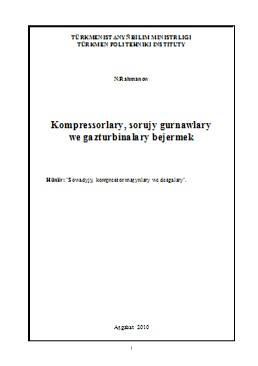 TÜRKMENISTANYŇ BILIM MINISTRLIGI
TÜRKMEN POLITEHNIKI INSTITUTY
N.Rahmanow
Kompressorlary, sorujy gurnawlary
we gazturbinalary bejermek
Hünär: "Sowadyjy, kompressor maşynlary we desgalary".
Aşgabat 2010
1